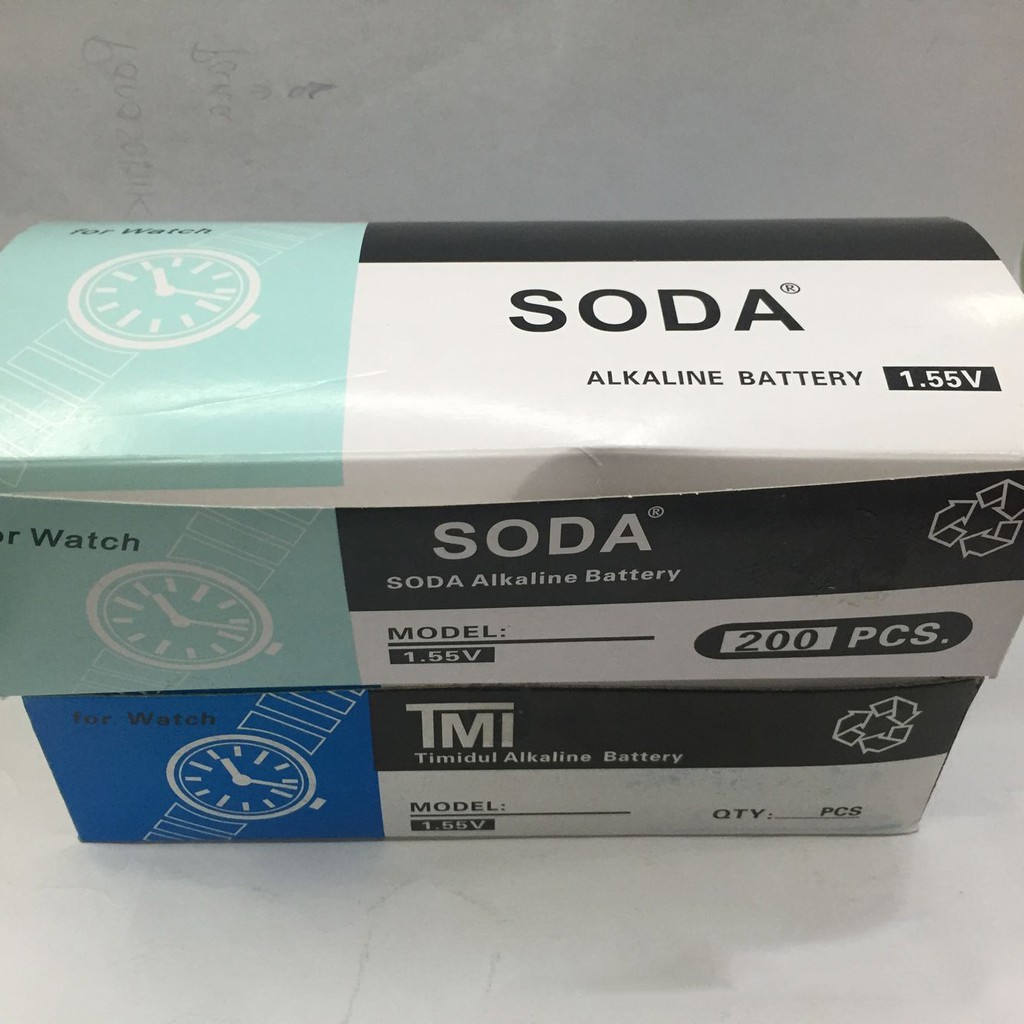 for Watch
SODA®
ALKALINE BATTERY 1.55V
or Watch
SODA®
SODA Alkaline Battery
MODEL:
1.55V
200 PCS.
for Watch
TMI
Timidul Alkaline Battery
MODEL:
1.55V
QTY: PCS